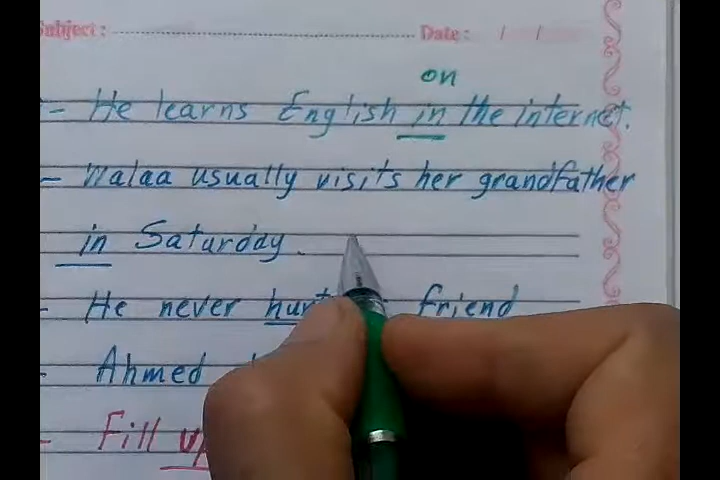 Subject: Date: / /
on
- He learns English in the internet.
- Walaa usually visits her grandfather
in Saturday.
- He never friend
Ahmed
- Fill up